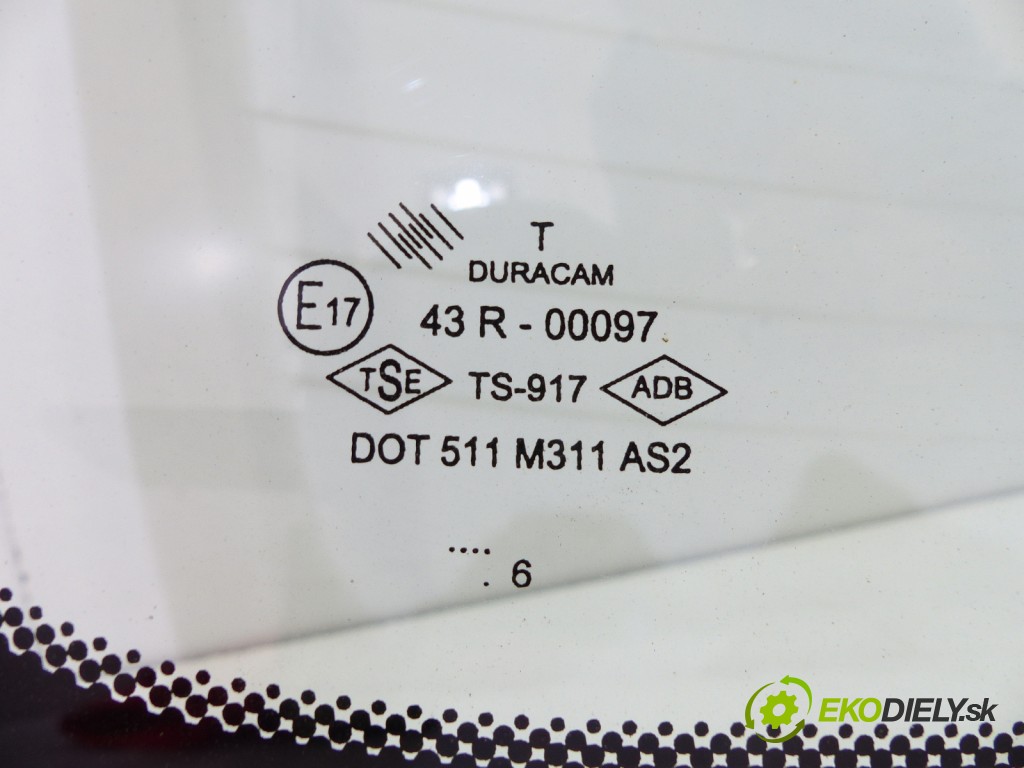 T
DURACAM
E17
43 R - 00097
TSE TS-917 ADB
DOT 511 M311 AS2
....
. 6
EKODIELY.sk